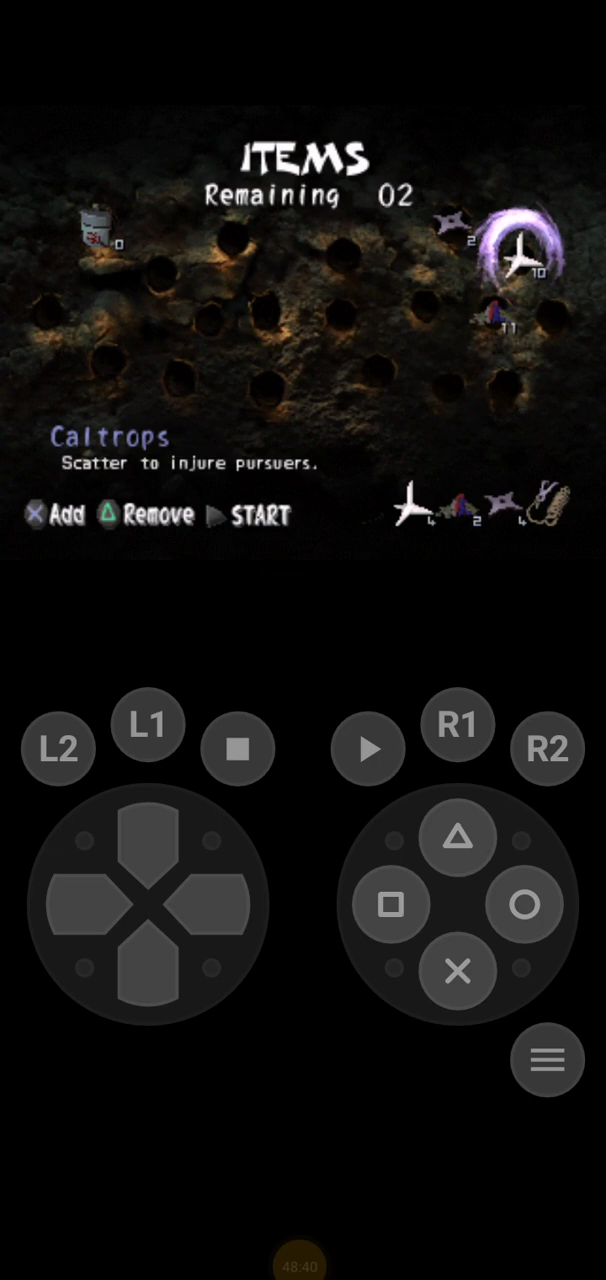 ITEMS
Remaining 02
0
2
10
11
Caltrops
Scatter to injure pursuers.
Add Remove START
4 2 4
L2 L1 R1 R2
48:40